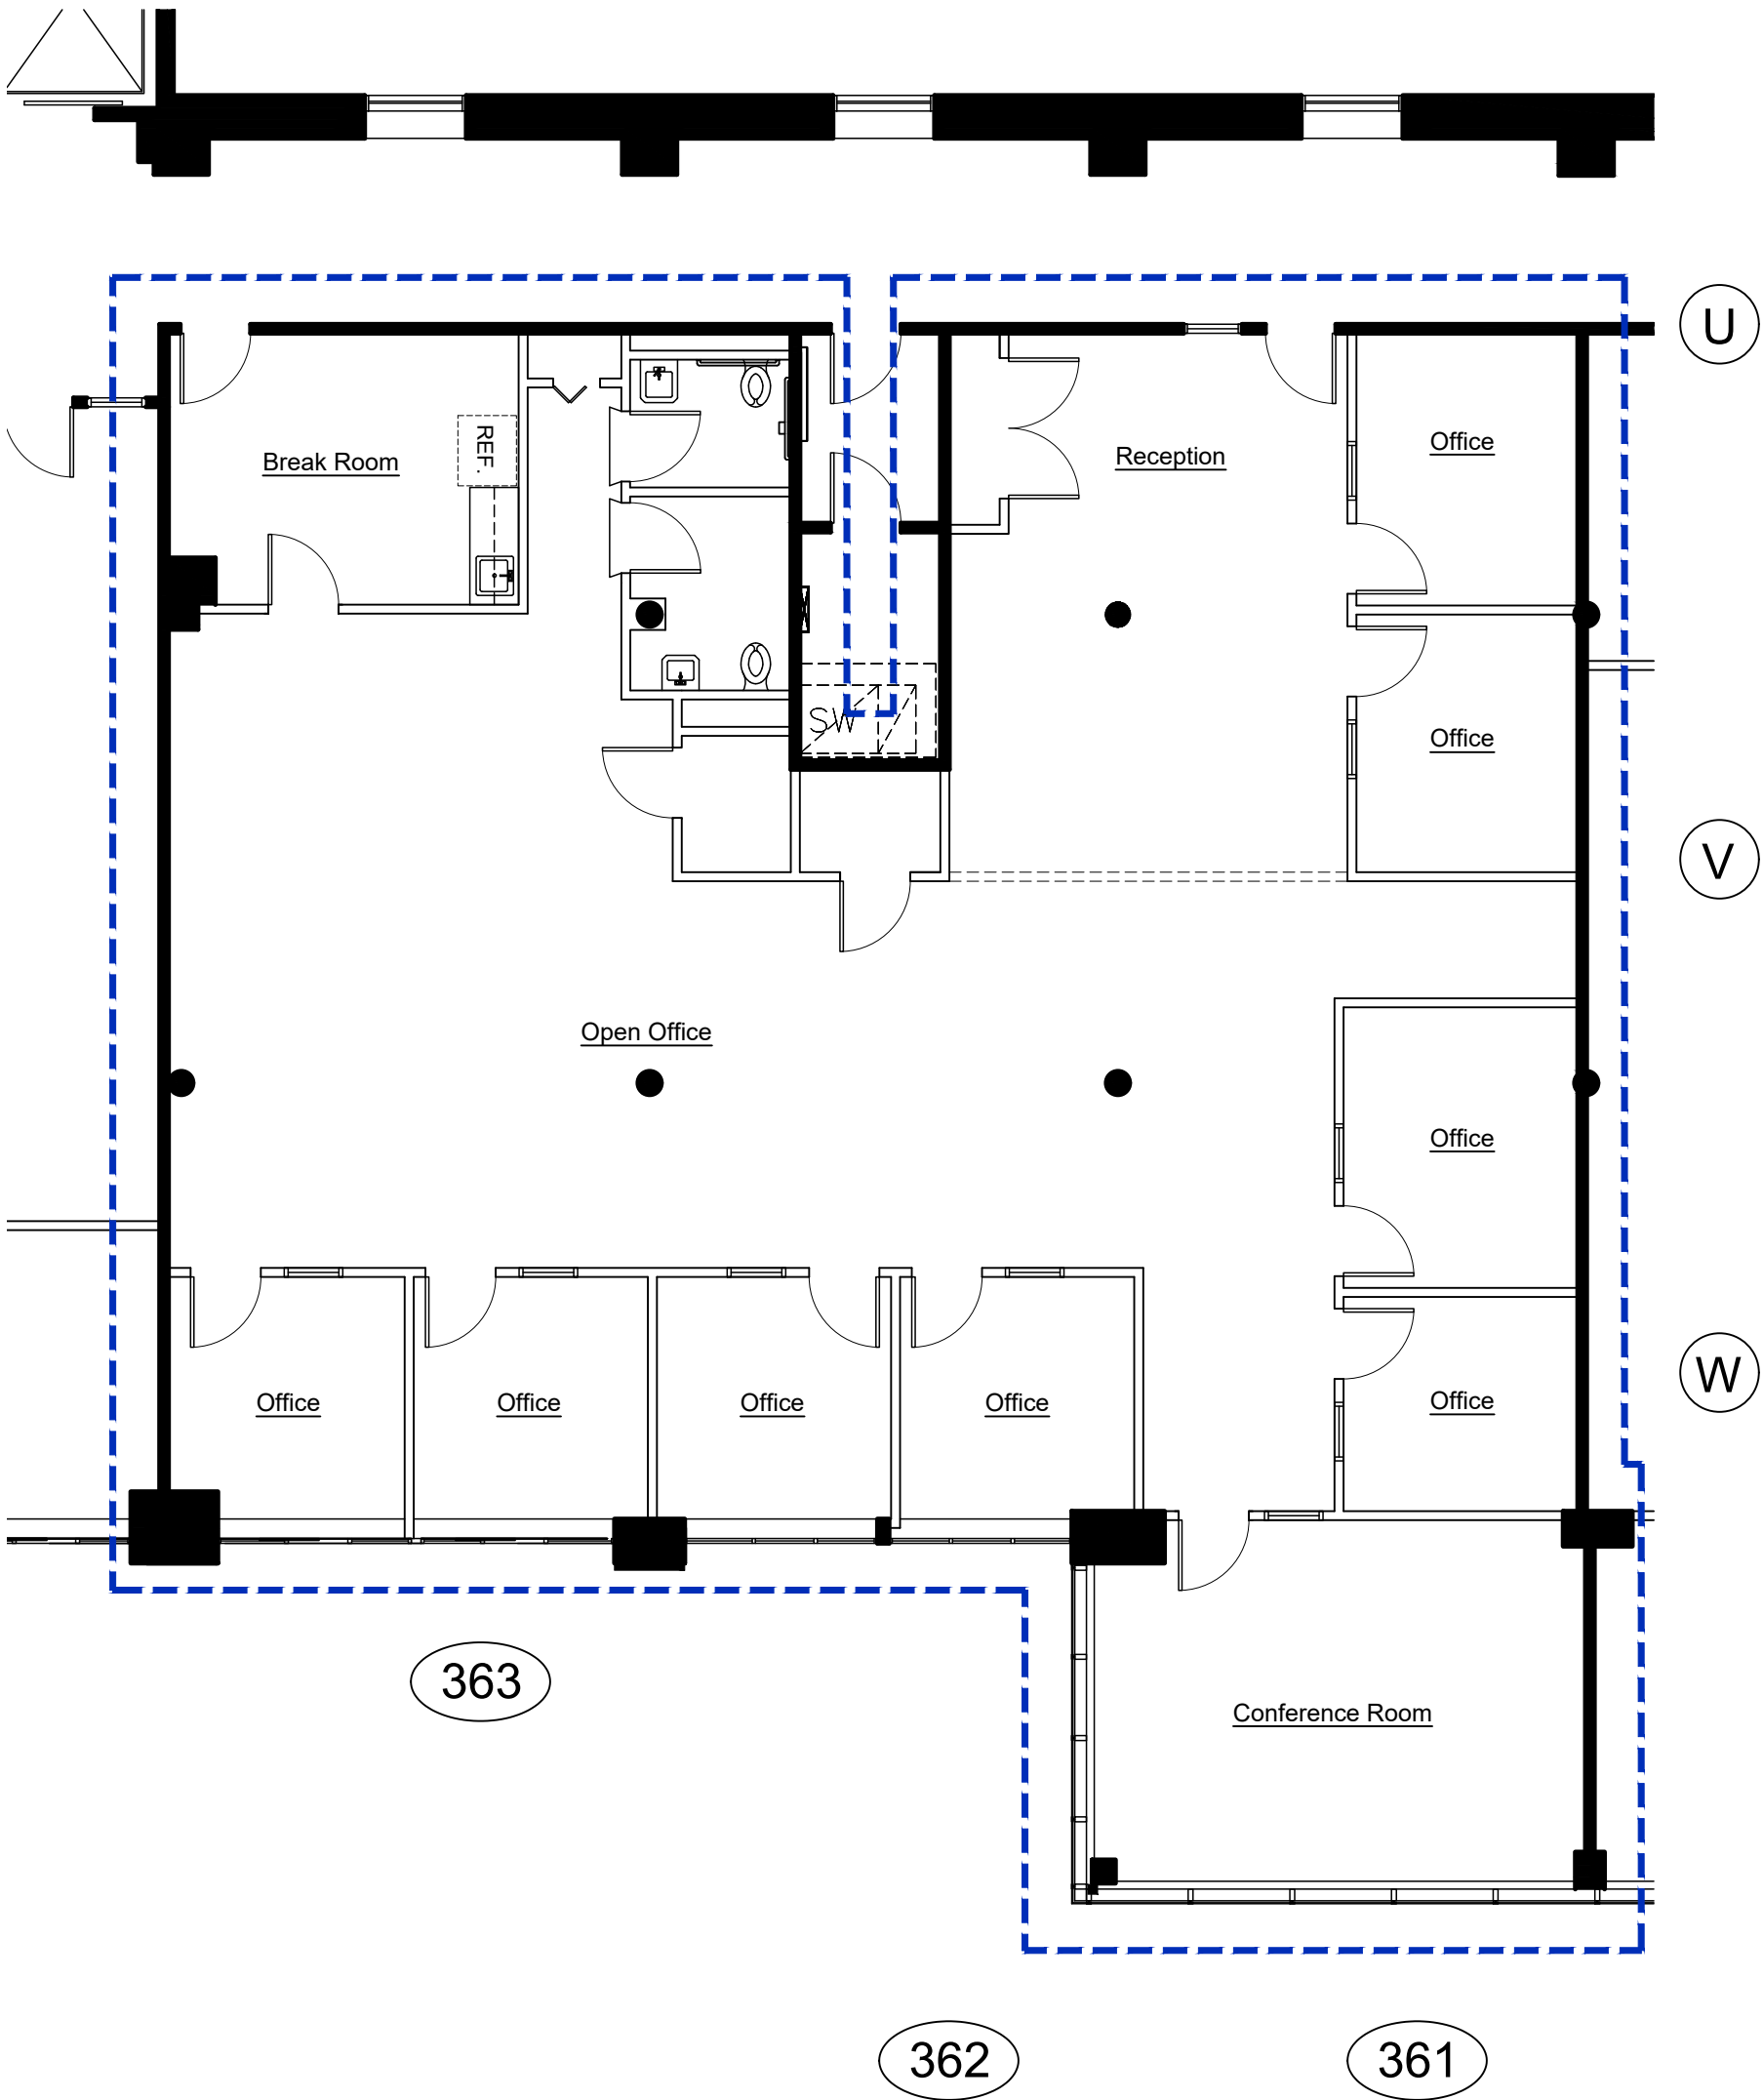 U
Office
Reception
Break Room
REF.
SW
Office
V
Open Office
Office
W
Office
Office
Office
Office
Office
363
Conference Room
362
361